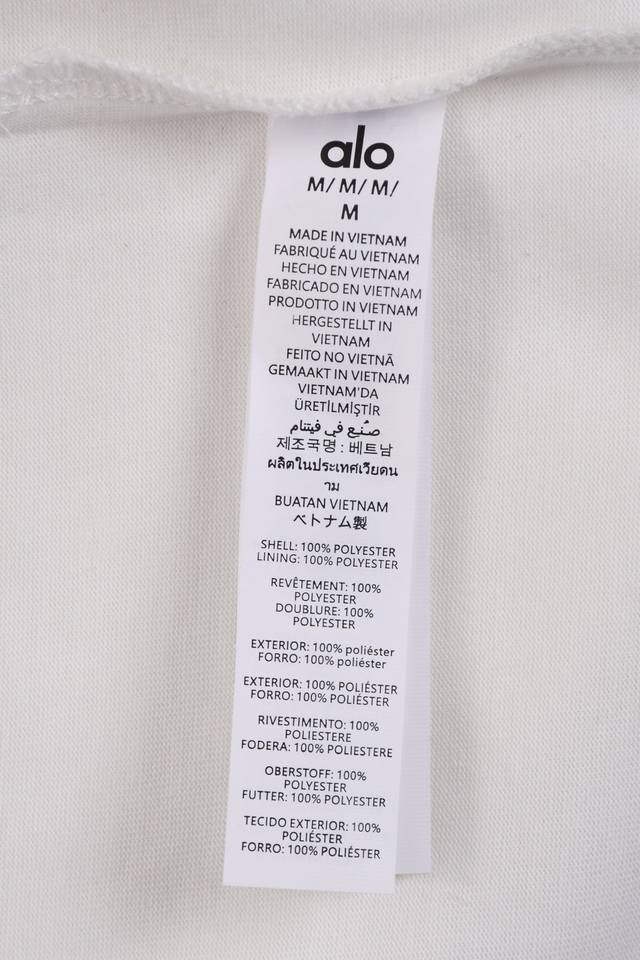 alo
M/ M/ M/
M
MADE IN VIETNAM
FABRIQUÉ AU VIETNAM
HECHO EN VIETNAM
FABRICADO EN VIETNAM
PRODOTTO IN VIETNAM
HERGESTELLT IN
VIETNAM
FEITO NO VIETNÃ
GEMAAKT IN VIETNAM
VIETNAM'DA
ÜRETİLMİŞTİR
صُنِع في فيتنام
제조국명 : 베트남
ผลิตในประเทศเวียดน
าม
BUATAN VIETNAM
ベトナム製
SHELL: 100% POLYESTER
LINING: 100% POLYESTER
REVÊTEMENT: 100%
POLYESTER
DOUBLURE: 100%
POLYESTER
EXTERIOR: 100% poliéster
FORRO: 100% poliéster
EXTERIOR: 100% POLIÉSTER
FORRO: 100% POLIÉSTER
RIVESTIMENTO: 100%
POLIESTERE
FODERA: 100% POLIESTERE
OBERSTOFF: 100%
POLYESTER
FUTTER: 100% POLYESTER
TECIDO EXTERIOR: 100%
POLIÉSTER
FORRO: 100% POLIÉSTER